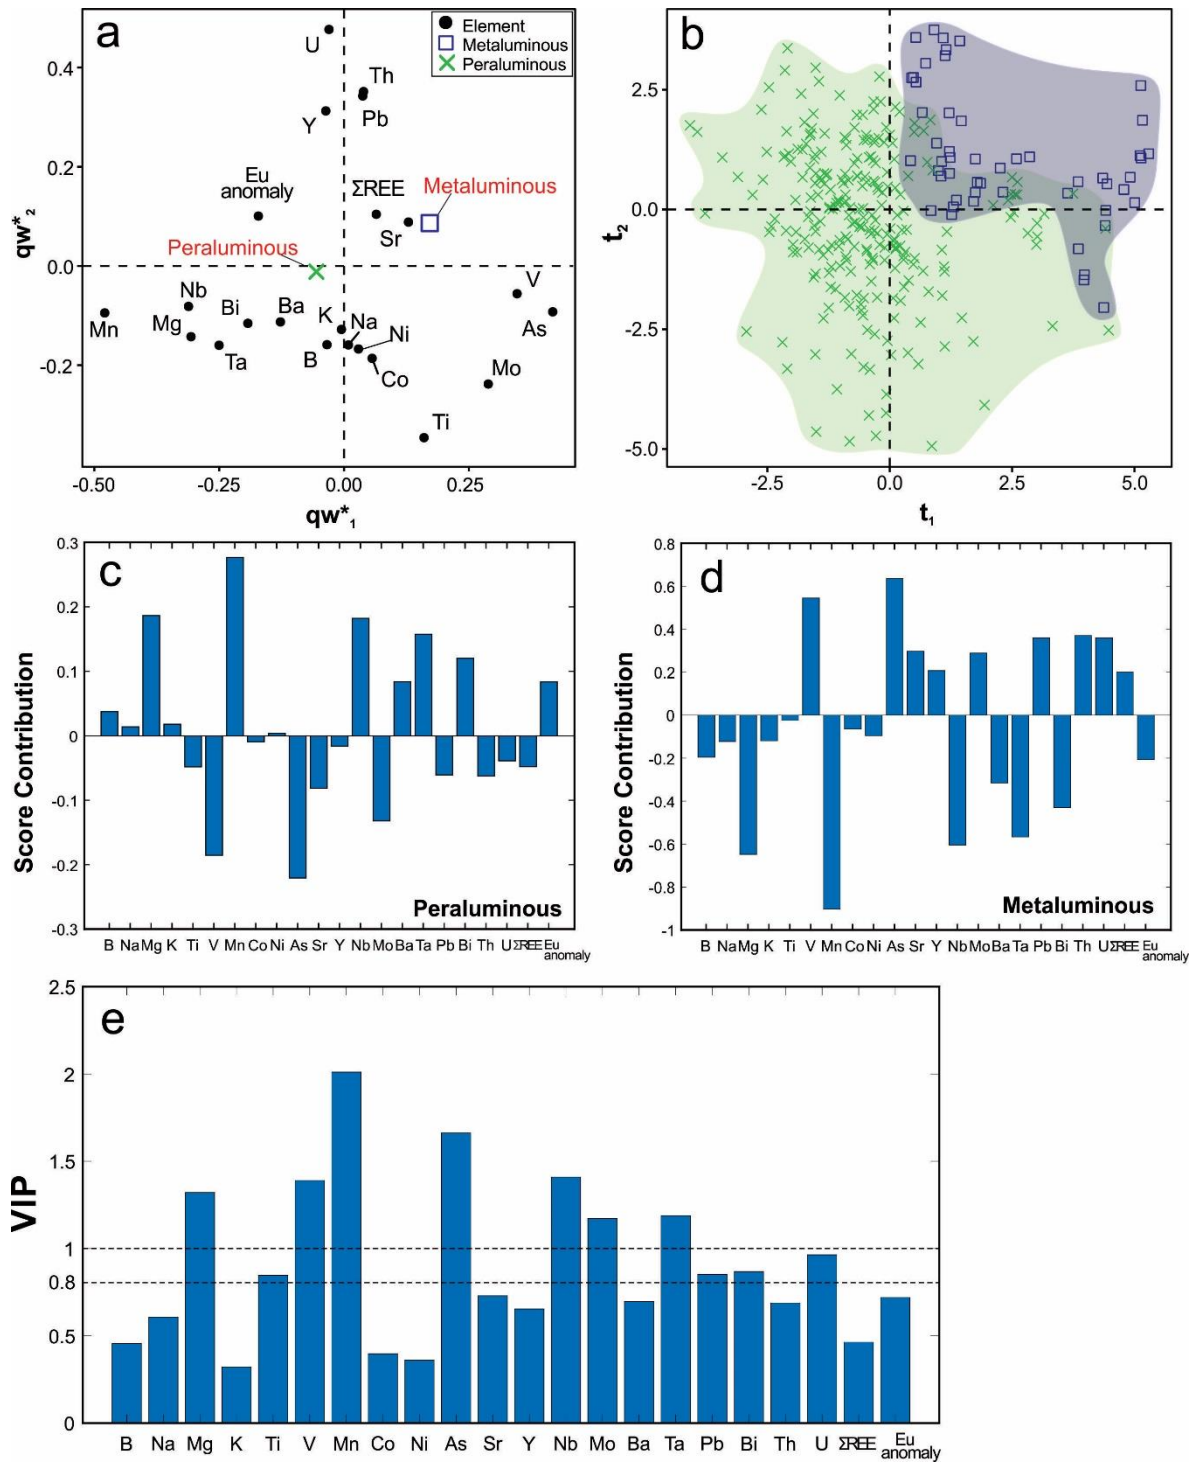 a
Element
Metaluminous
Peraluminous
U
Th
Pb
Y
Eu
anomaly
ΣREE
Metaluminous
Sr
Peraluminous
Nb
Mn
Mg
Bi
Ba
Ta
K
Na
B
Ni
Co
V
As
Mo
Ti
0.4
0.2
0.0
-0.2
-0.50
-0.25
0.00
0.25
qw*2
qw*1
b
2.5
0.0
-2.5
-5.0
-2.5
0.0
2.5
5.0
t2
t1
c
0.3
0.2
0.1
0
-0.1
-0.2
-0.3
Score Contribution
Peraluminous
B Na Mg K Ti V Mn Co Ni As Sr Y Nb Mo Ba Ta Pb Bi Th U ΣREE Eu
anomaly
d
0.8
0.6
0.4
0.2
0
-0.2
-0.4
-0.6
-0.8
-1
Score Contribution
Metaluminous
B Na Mg K Ti V Mn Co Ni As Sr Y Nb Mo Ba Ta Pb Bi Th U ΣREE Eu
anomaly
e
2.5
2
1.5
1
0.8
0.5
0
VIP
B Na Mg K Ti V Mn Co Ni As Sr Y Nb Mo Ba Ta Pb Bi Th U ΣREE Eu
anomaly